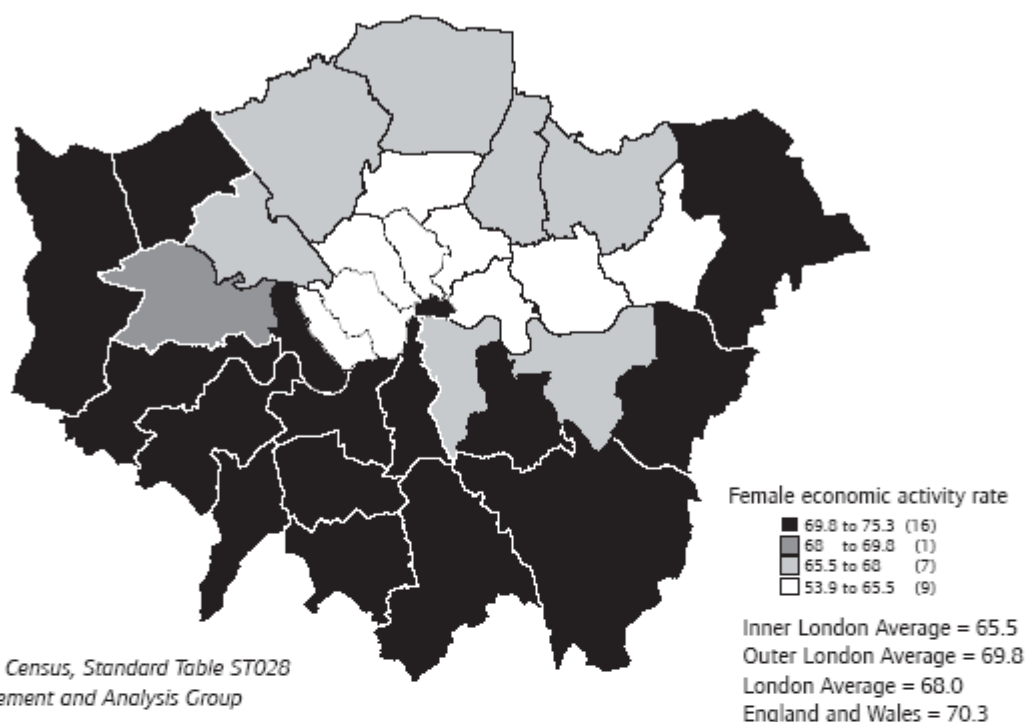 Female economic activity rate
69.8 to 75.3 (16)
68 to 69.8 (1)
65.5 to 68 (7)
53.9 to 65.5 (9)
Inner London Average = 65.5
Outer London Average = 69.8
London Average = 68.0
England and Wales = 70.3
Census, Standard Table ST028
ement and Analysis Group